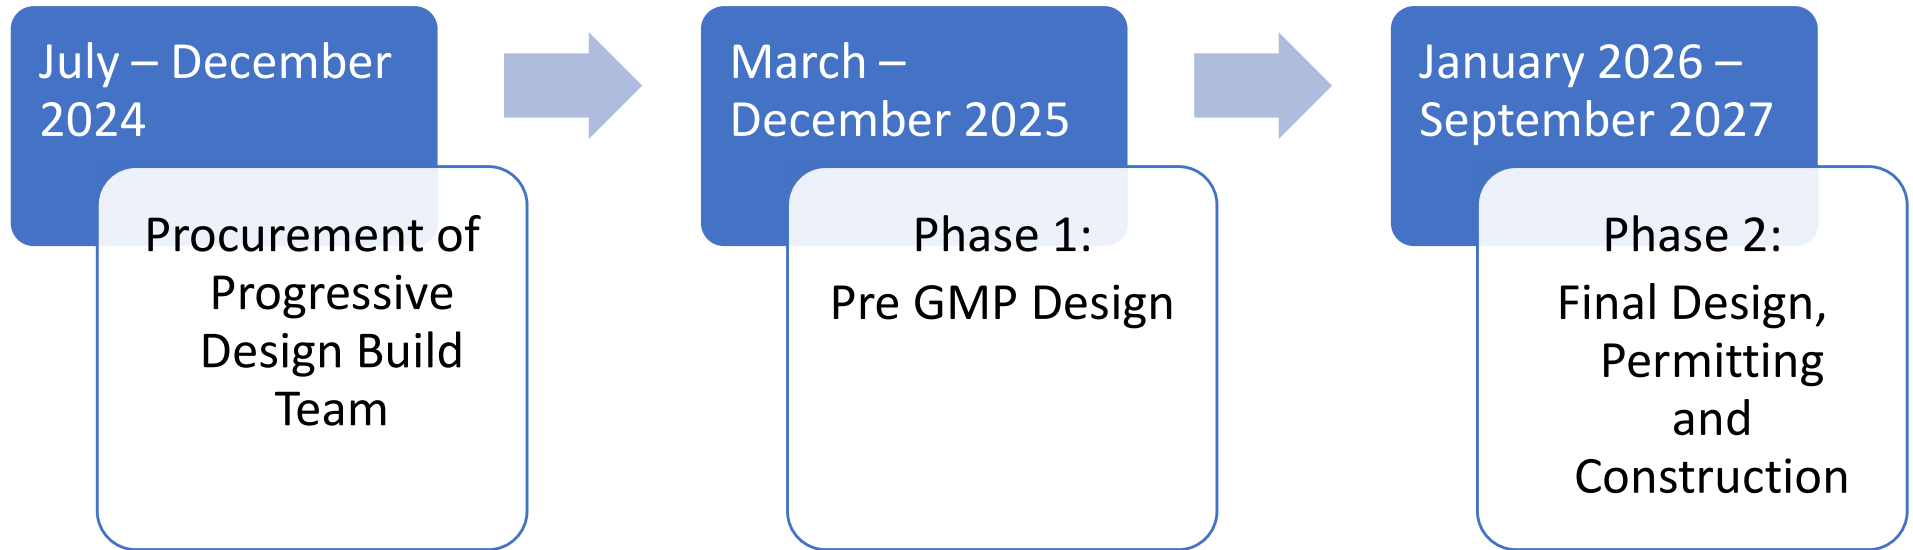 July – December
2024
Procurement of
Progressive
Design Build
Team
March –
December 2025
Phase 1:
Pre GMP Design
January 2026 –
September 2027
Phase 2:
Final Design,
Permitting
and
Construction